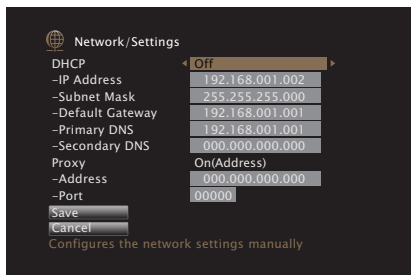 Network/Settings
DHCP Off
–IP Address 192.168.001.002
–Subnet Mask 255.255.255.000
–Default Gateway 192.168.001.001
–Primary DNS 192.168.001.001
–Secondary DNS 000.000.000.000
Proxy On(Address)
–Address 000.000.000.000
–Port 00000
Save
Cancel
Configures the network settings manually